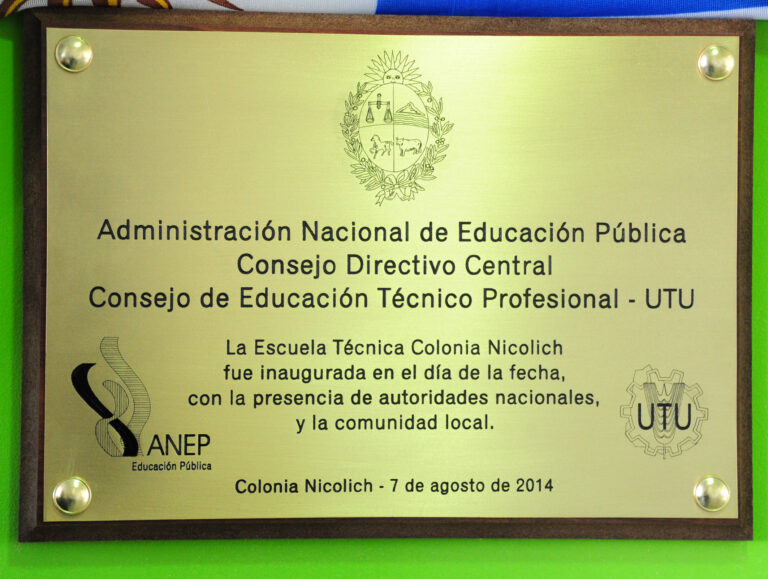 Administración Nacional de Educación Pública
Consejo Directivo Central
Consejo de Educación Técnico Profesional - UTU
La Escuela Técnica Colonia Nicolich
fue inaugurada en el día de la fecha,
con la presencia de autoridades nacionales,
y la comunidad local.
ANEP
Educación Pública
UTU
Colonia Nicolich - 7 de agosto de 2014